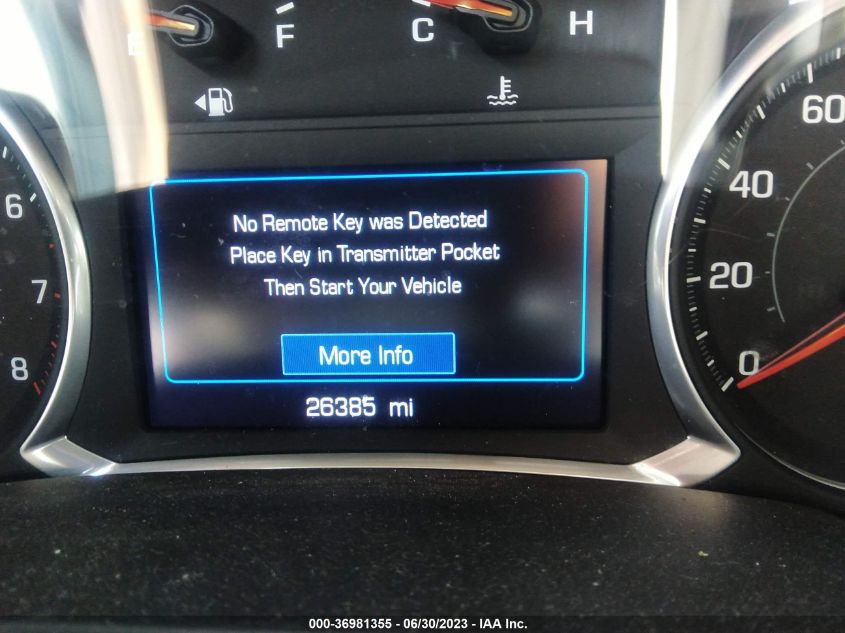 E F C H
6
7
8
60
40
20
0
No Remote Key was Detected
Place Key in Transmitter Pocket
Then Start Your Vehicle
More Info
26385 mi
000-36981355 - 06/30/2023 - IAA Inc.